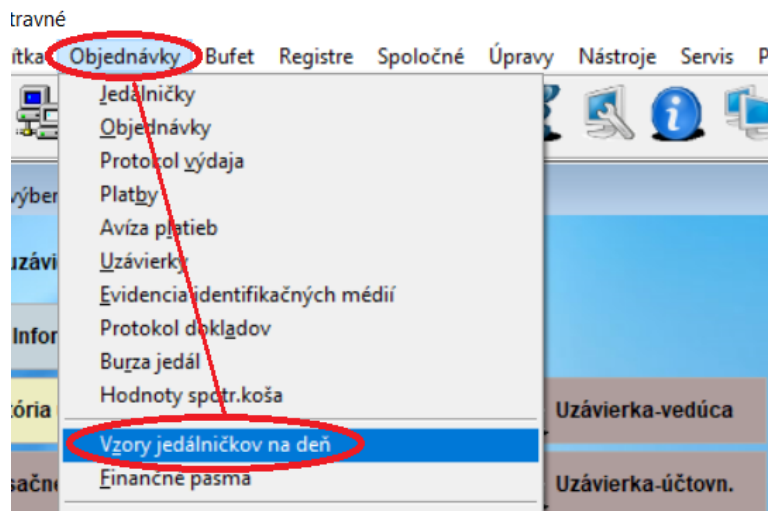 travné
ítka Objednávky Bufet Registre Spoločné Úpravy Nástroje Servis P
Jedálničky
Objednávky
Protokol výdaja
výber
Platby
Avíza platieb
uzávi
Uzávierky
Evidencia identifikačných médií
Infor
Protokol dokladov
Burza jedál
Hodnoty spotr.koša
tória
Uzávierka-vedúca
Vzory jedálničkov na deň
Finančné pásma
sačne
Uzávierka-účtovn.